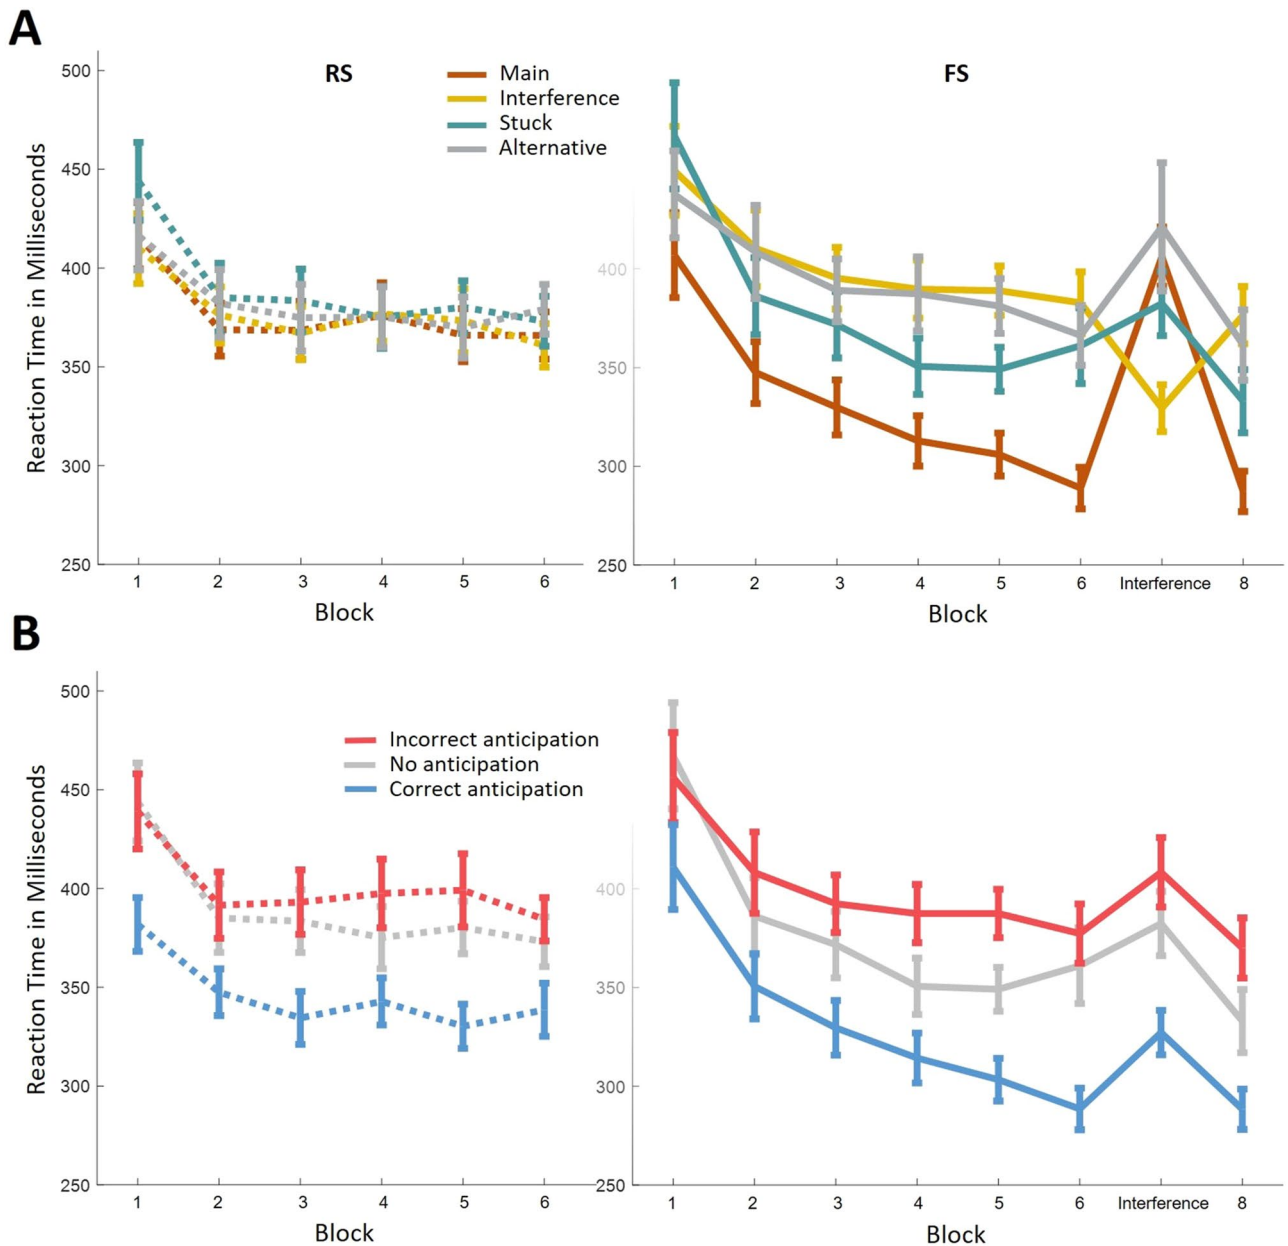 A
RS
FS
Main
Interference
Stuck
Alternative
Reaction Time in Milliseconds
500
450
400
350
300
250
1 2 3 4 5 6
Block
400
350
300
250
1 2 3 4 5 6 Interference 8
Block
B
Incorrect anticipation
No anticipation
Correct anticipation
Reaction Time in Milliseconds
500
450
400
350
300
250
1 2 3 4 5 6
Block
400
350
300
250
1 2 3 4 5 6 Interference 8
Block